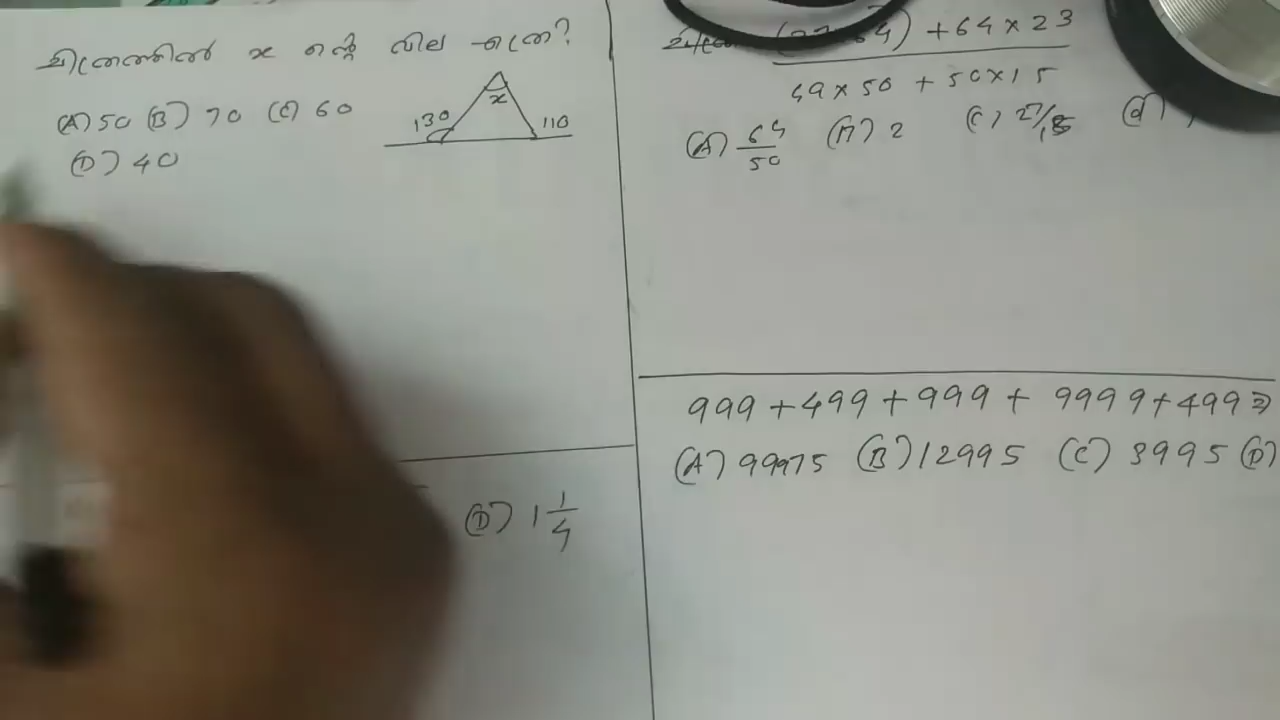 ചിത്രത്തിൽ x ന്റെ വില എത്ര?
(A) 50 (B) 70 (C) 60
(D) 40
130 x 110
) + 64 x 23
49 x 50 + 50 x 15
(A) 64/50 2
999 + 499 + 999 + 9999 + 499 =
(A) 99975 (B) 12995 (C) 3995 (D)
(D) 1 1/4